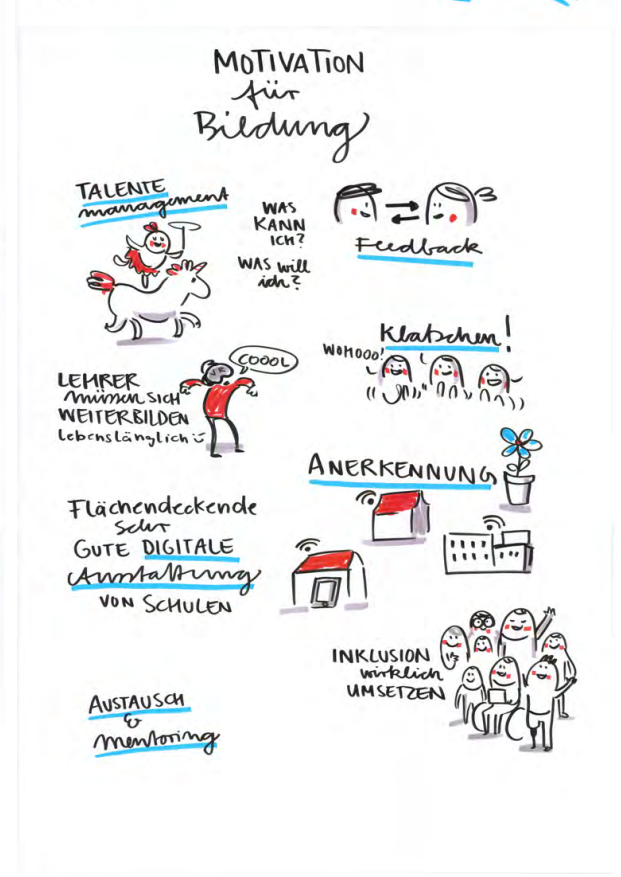 MOTIVATION
für
Bildung
TALENTE
management
WAS
KANN
ICH?
WAS will
ich?
Feedback
Klatschen!
WOHOOO!
COOOL
LEHRER
müssen SICH
WEITERBILDEN
Lebenslänglich
ANERKENNUNG
Flächendeckende
sehr
GUTE DIGITALE
Ausstattung
VON SCHULEN
INKLUSION
wirklich
UMSETZEN
AUSTAUSCH
&
mentoring